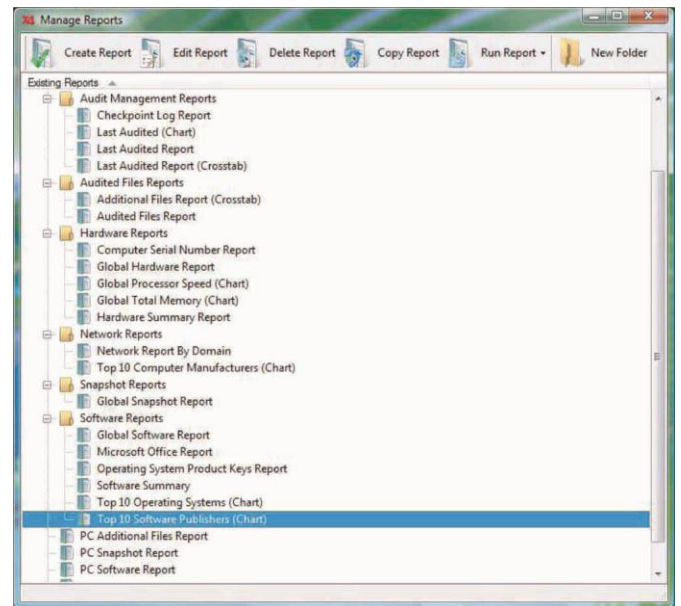 Manage Reports
Create Report Edit Report Delete Report Copy Report Run Report New Folder
Existing Reports
Audit Management Reports
Checkpoint Log Report
Last Audited (Chart)
Last Audited Report
Last Audited Report (Crosstab)
Audited Files Reports
Additional Files Report (Crosstab)
Audited Files Report
Hardware Reports
Computer Serial Number Report
Global Hardware Report
Global Processor Speed (Chart)
Global Total Memory (Chart)
Hardware Summary Report
Network Reports
Network Report By Domain
Top 10 Computer Manufacturers (Chart)
Snapshot Reports
Global Snapshot Report
Software Reports
Global Software Report
Microsoft Office Report
Operating System Product Keys Report
Software Summary
Top 10 Operating Systems (Chart)
Top 10 Software Publishers (Chart)
PC Additional Files Report
PC Snapshot Report
PC Software Report